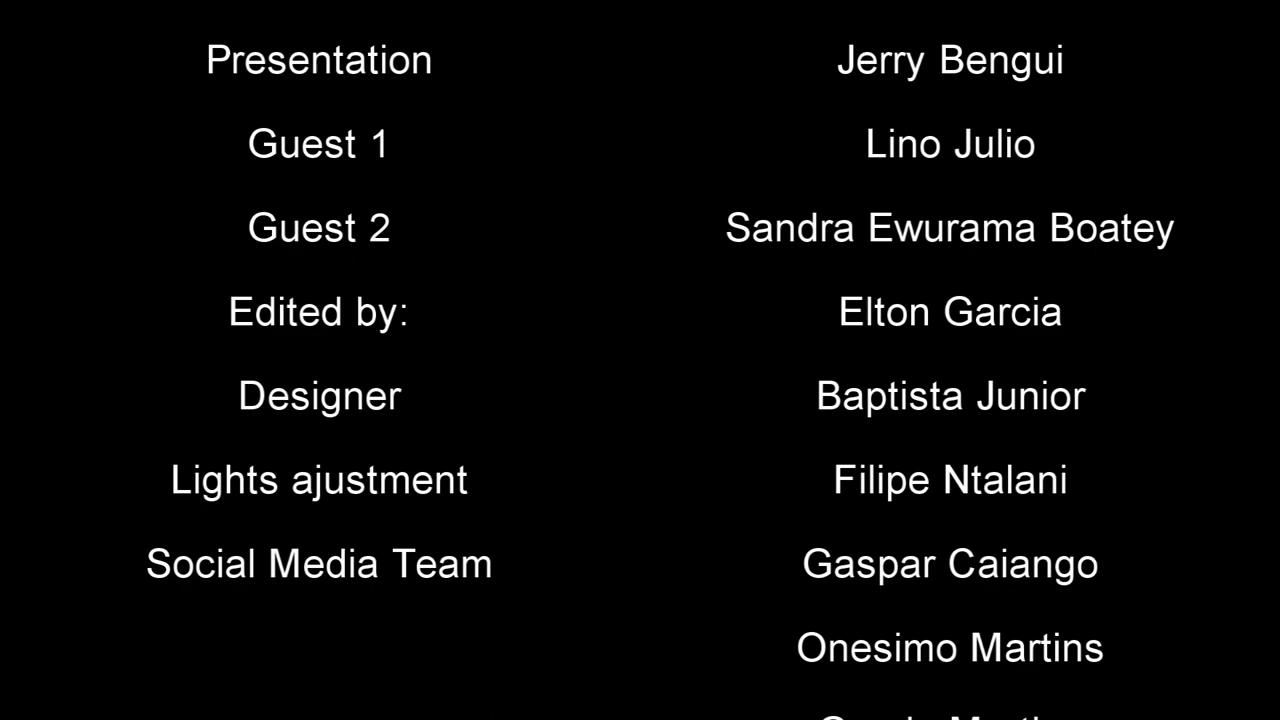 Presentation Jerry Bengui
Guest 1 Lino Julio
Guest 2 Sandra Ewurama Boatey
Edited by: Elton Garcia
Designer Baptista Junior
Lights ajustment Filipe Ntalani
Social Media Team Gaspar Caiango
Onesimo Martins